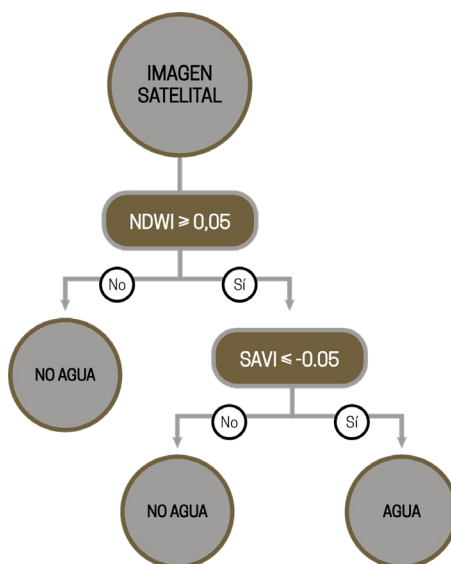 IMAGEN
SATELITAL
NDWI ≥ 0,05
No
Sí
NO AGUA
SAVI ≤ -0.05
No
Sí
NO AGUA
AGUA